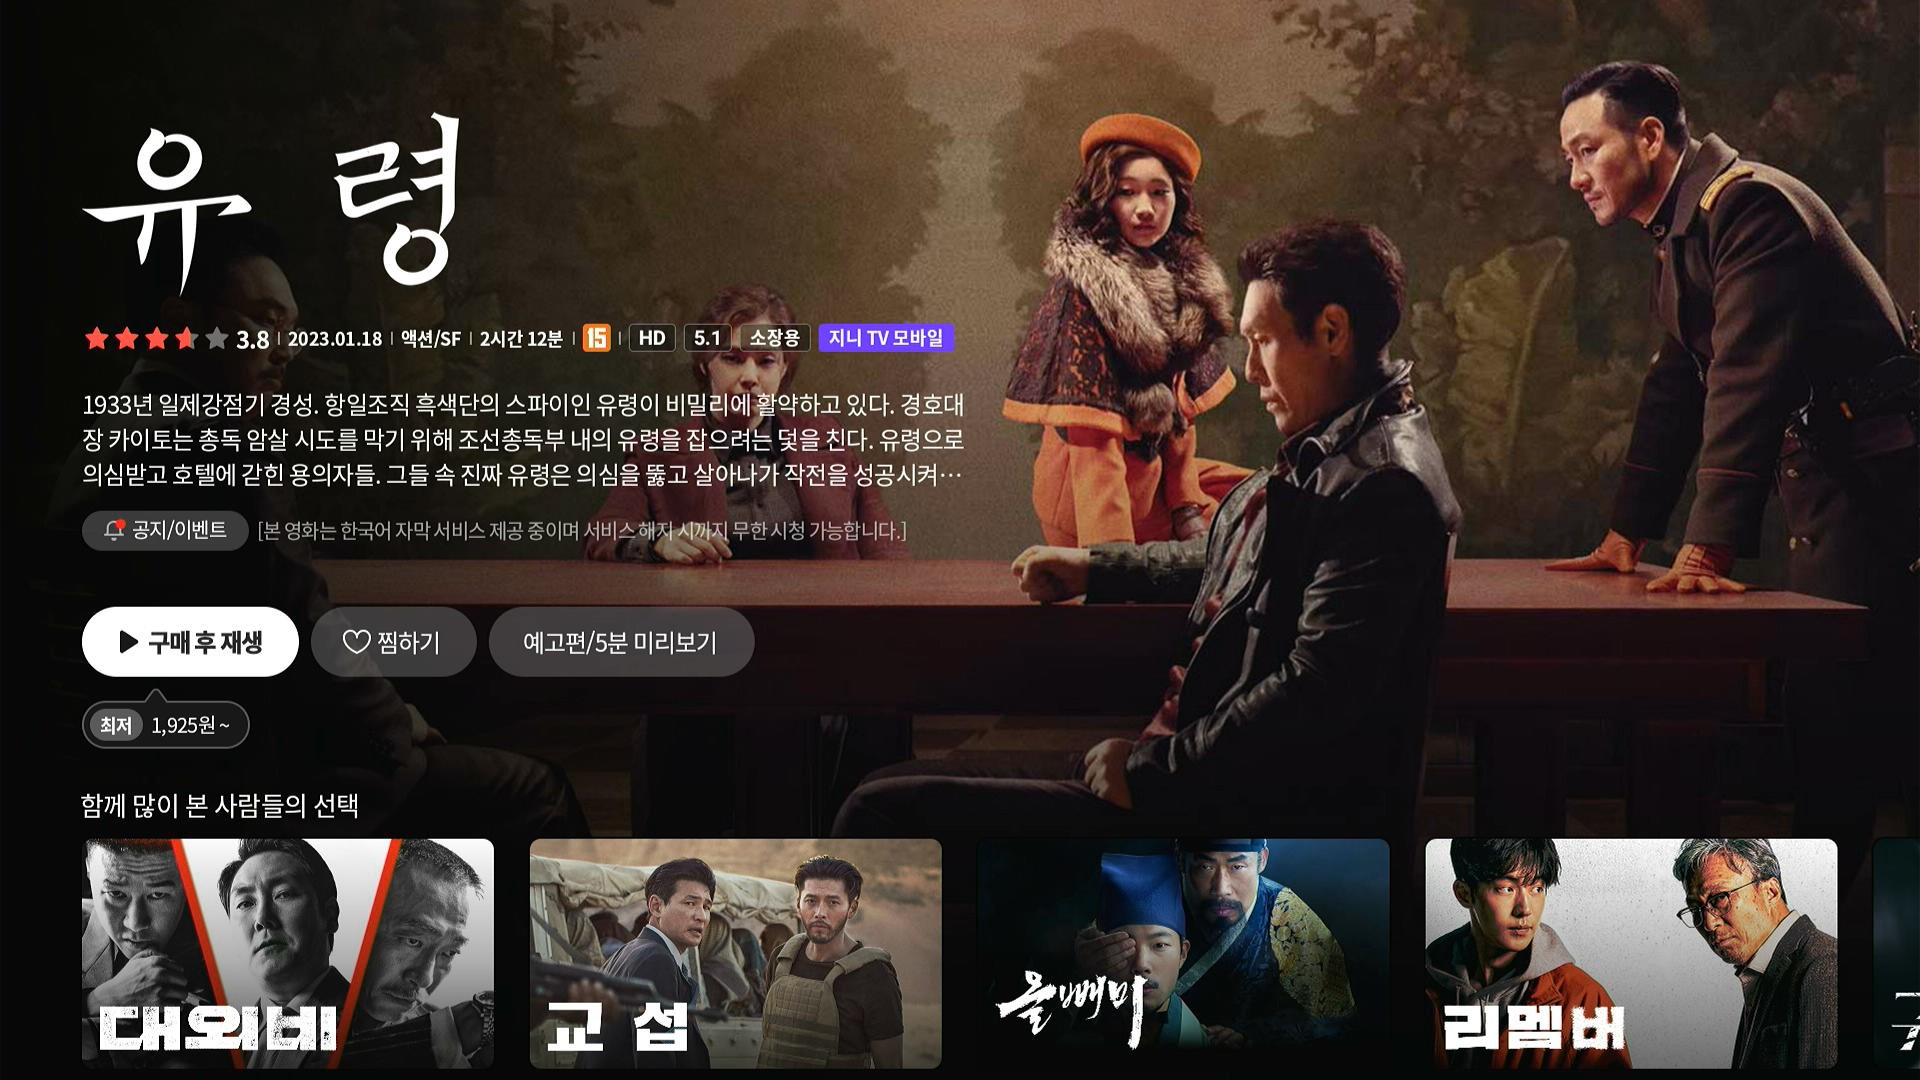 유령
3.8 | 2023.01.18 | 액션/SF | 2시간 12분 | 15 | HD 5.1 소장용 지니 TV 모바일
1933년 일제강점기 경성. 항일조직 흑색단의 스파이인 유령이 비밀리에 활약하고 있다. 경호대
장 카이토는 총독 암살 시도를 막기 위해 조선총독부 내의 유령을 잡으려는 덫을 친다. 유령으로
의심받고 호텔에 갇힌 용의자들. 그들 속 진짜 유령은 의심을 뚫고 살아나가 작전을 성공시켜…
공지/이벤트 [본 영화는 한국어 자막 서비스 제공 중이며 서비스 해지 시까지 무한 시청 가능합니다.]
구매 후 재생 찜하기 예고편/5분 미리보기
최저 1,925원 ~
함께 많이 본 사람들의 선택
대외비 교섭 올빼미 리멤버